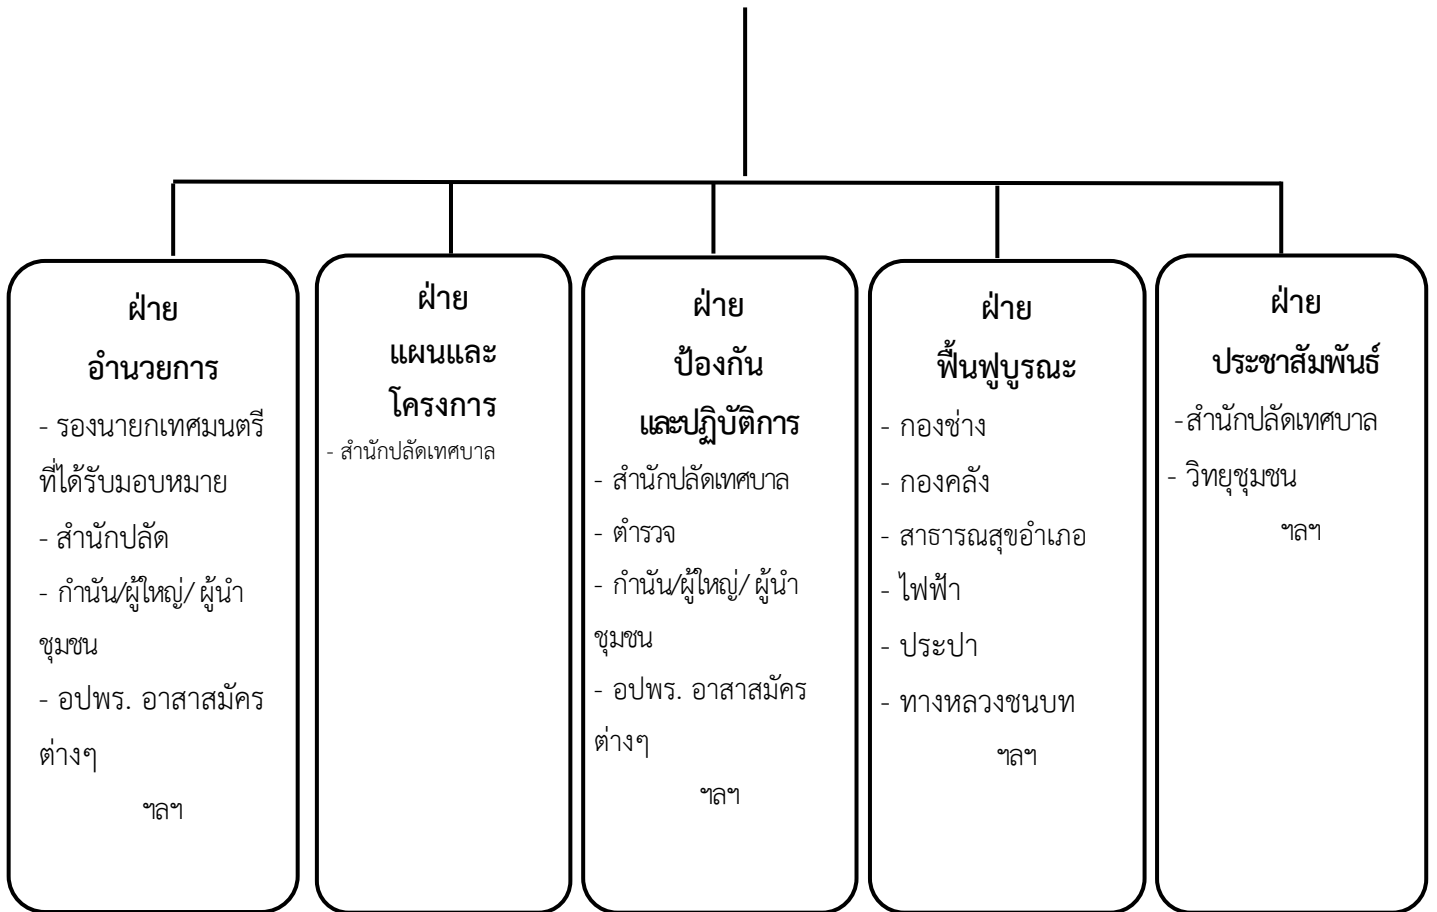 ฝ่าย
อำนวยการ
- รองนายกเทศมนตรี
ที่ได้รับมอบหมาย
- สำนักปลัด
- กำนัน/ผู้ใหญ่/ ผู้นำ
ชุมชน
- อปพร. อาสาสมัคร
ต่างๆ
ฯลฯ
ฝ่าย
แผนและ
โครงการ
- สำนักปลัดเทศบาล
ฝ่าย
ป้องกัน
และปฏิบัติการ
- สำนักปลัดเทศบาล
- ตำรวจ
- กำนัน/ผู้ใหญ่/ ผู้นำ
ชุมชน
- อปพร. อาสาสมัคร
ต่างๆ
ฯลฯ
ฝ่าย
ฟื้นฟูบูรณะ
- กองช่าง
- กองคลัง
- สาธารณสุขอำเภอ
- ไฟฟ้า
- ประปา
- ทางหลวงชนบท
ฯลฯ
ฝ่าย
ประชาสัมพันธ์
-สำนักปลัดเทศบาล
- วิทยุชุมชน
ฯลฯ